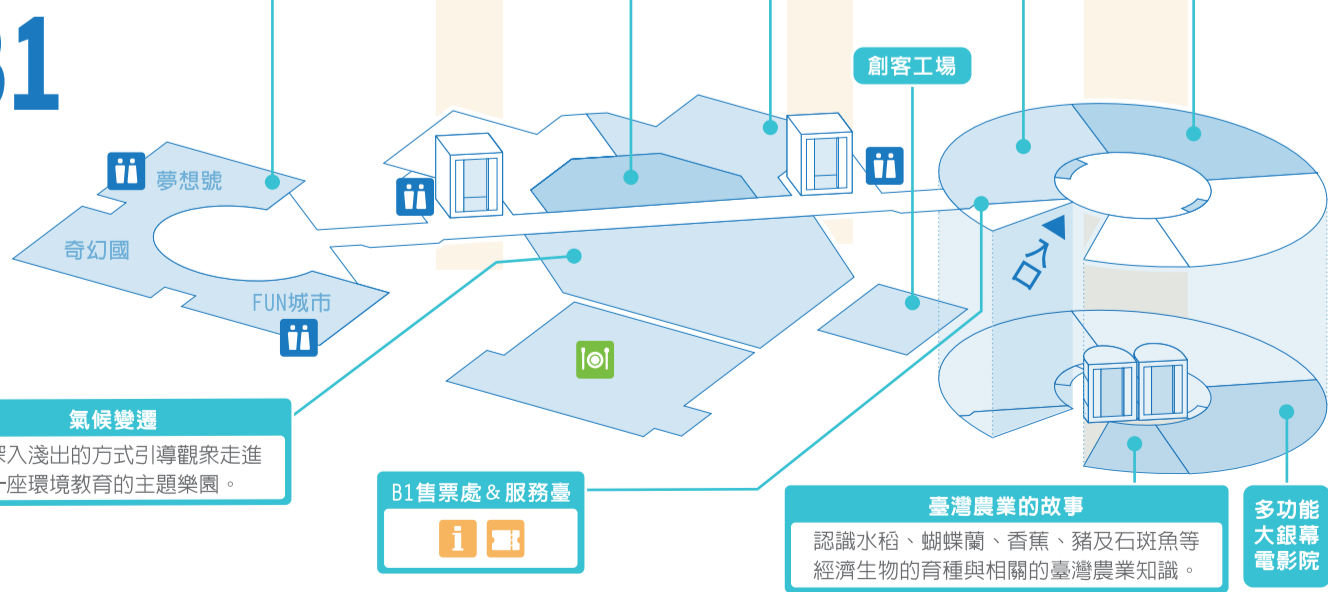 B1
創客工場
夢想號
奇幻國
FUN城市
入口
氣候變遷
深入淺出的方式引導觀眾走進
一座環境教育的主題樂園。
B1售票處&服務臺
i
臺灣農業的故事
認識水稻、蝴蝶蘭、香蕉、豬及石斑魚等
經濟生物的育種與相關的臺灣農業知識。
多功能
大銀幕
電影院